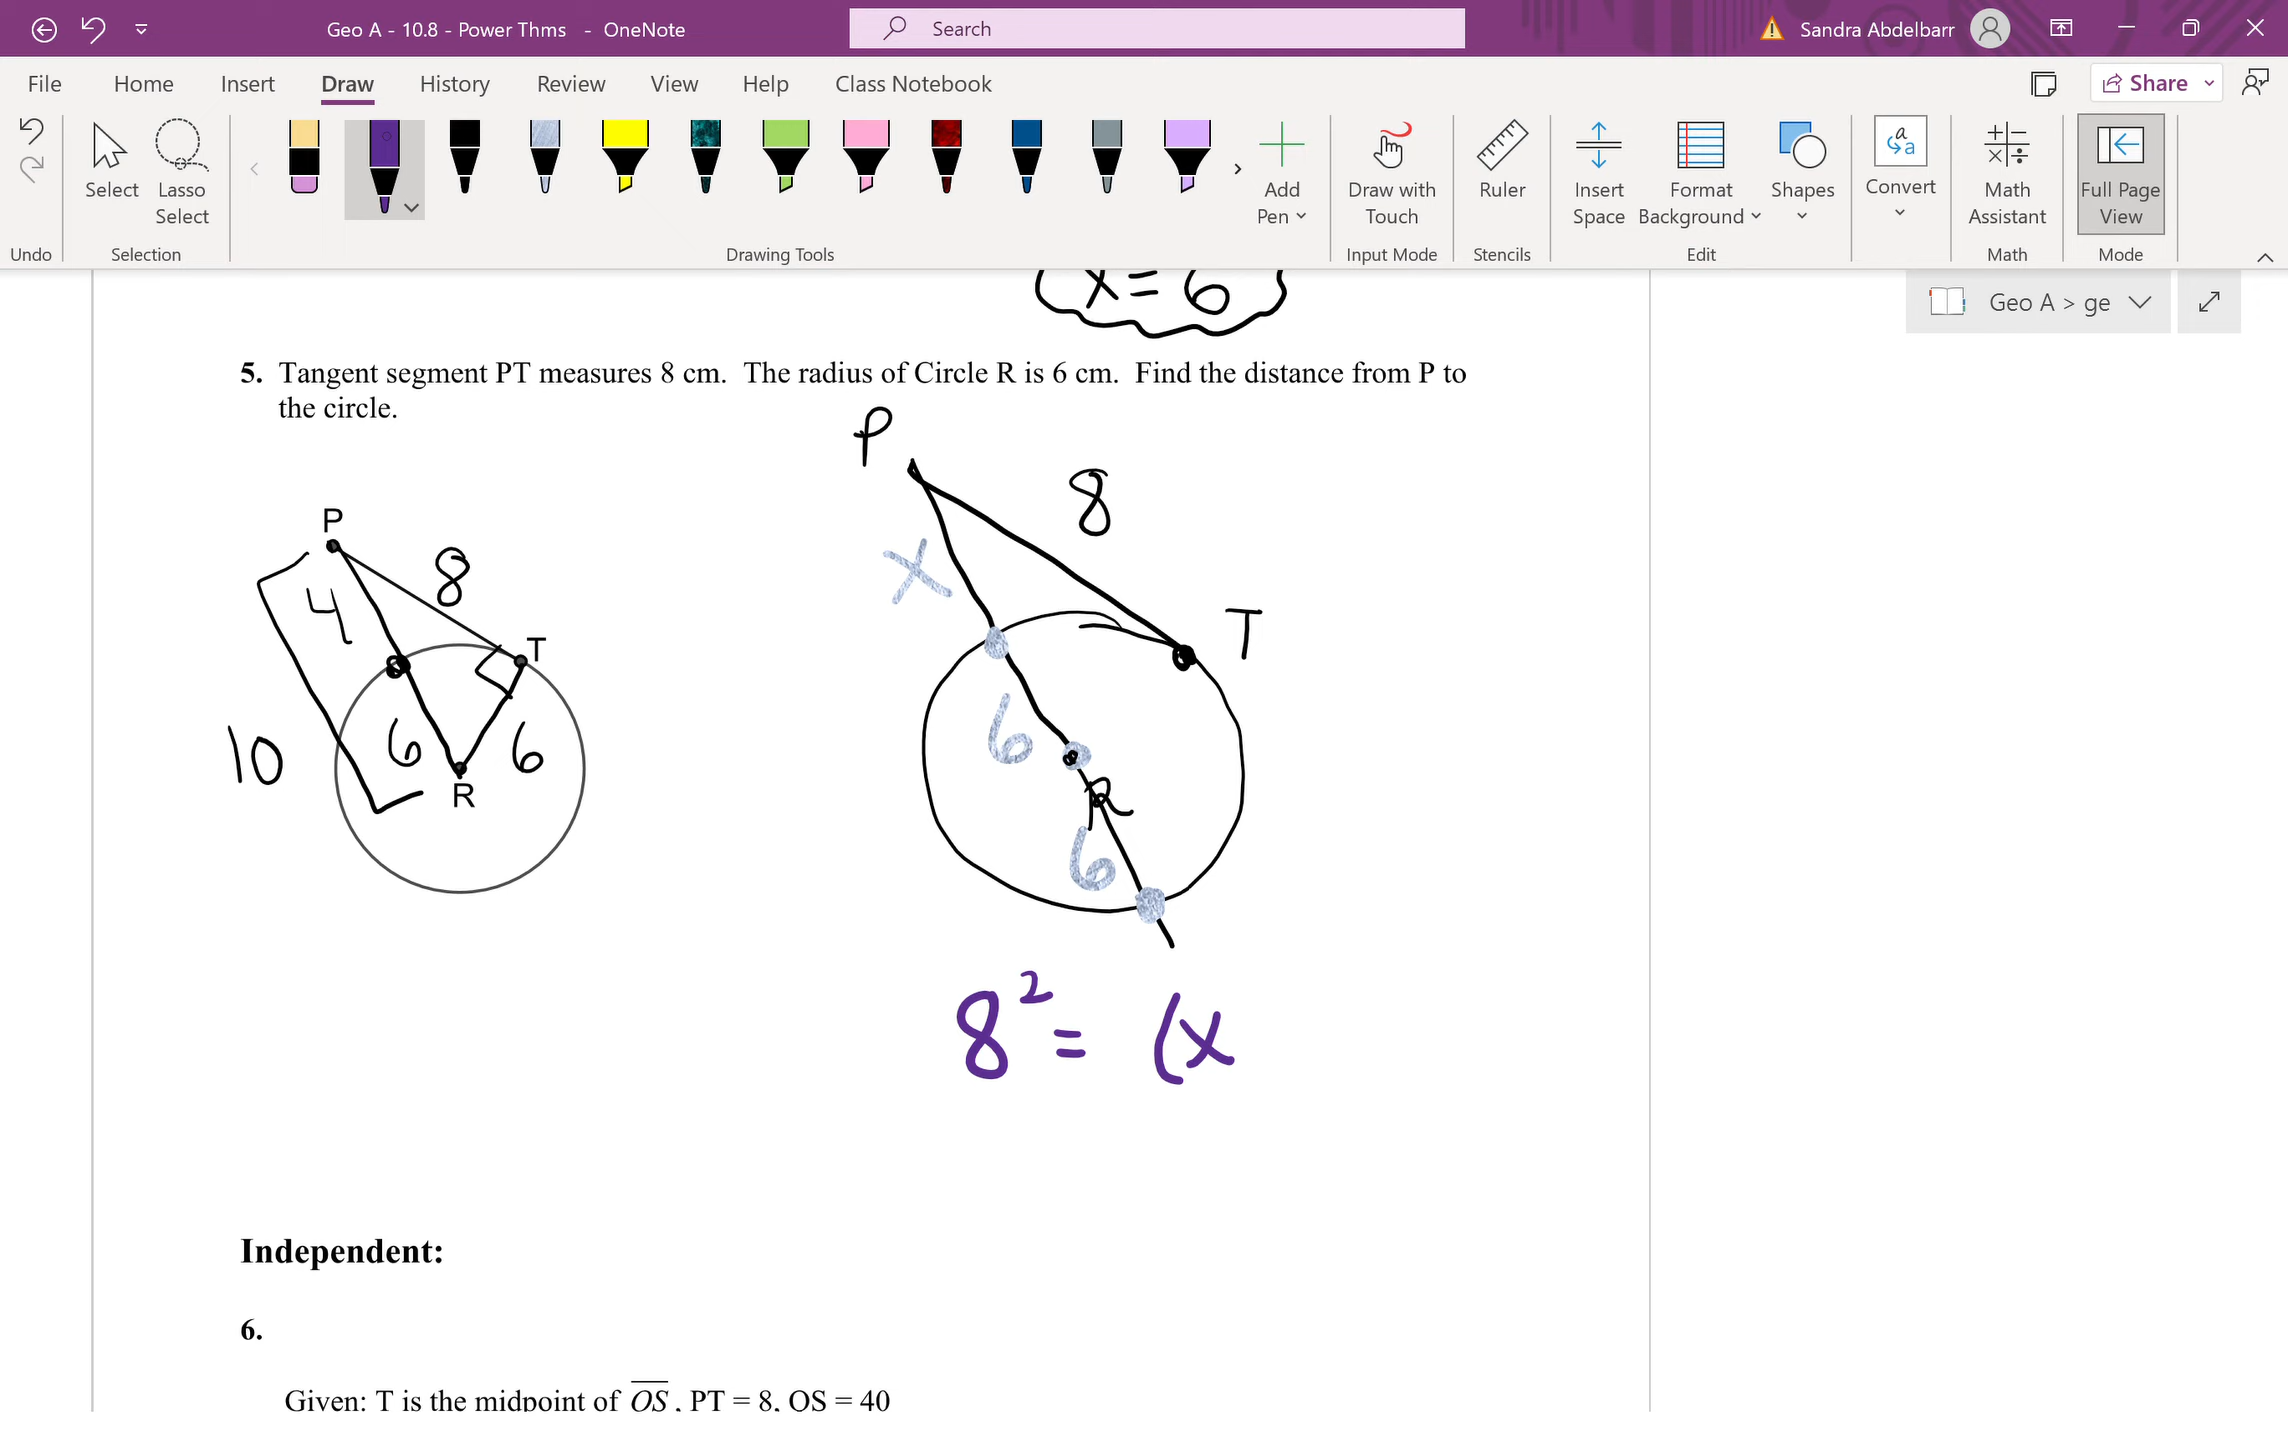 Geo A - 10.8 - Power Thms - OneNote
Search
Sandra Abdelbarr
File Home Insert Draw History Review View Help Class Notebook
Share
Select
Lasso Select
Add Pen
Draw with Touch
Ruler
Insert Space
Format Background
Shapes
a a
Convert
Math Assistant
Full Page View
Undo Selection Drawing Tools Input Mode Stencils Edit Math Mode
Geo A > ge
x = 6
5. Tangent segment PT measures 8 cm. The radius of Circle R is 6 cm. Find the distance from P to
the circle.
P
8
4
T
10
6
6
R
P
8
x
T
6
R
6
8² = (x
Independent:
6.
Given: T is the midpoint of O̅S̅, PT = 8, OS = 40